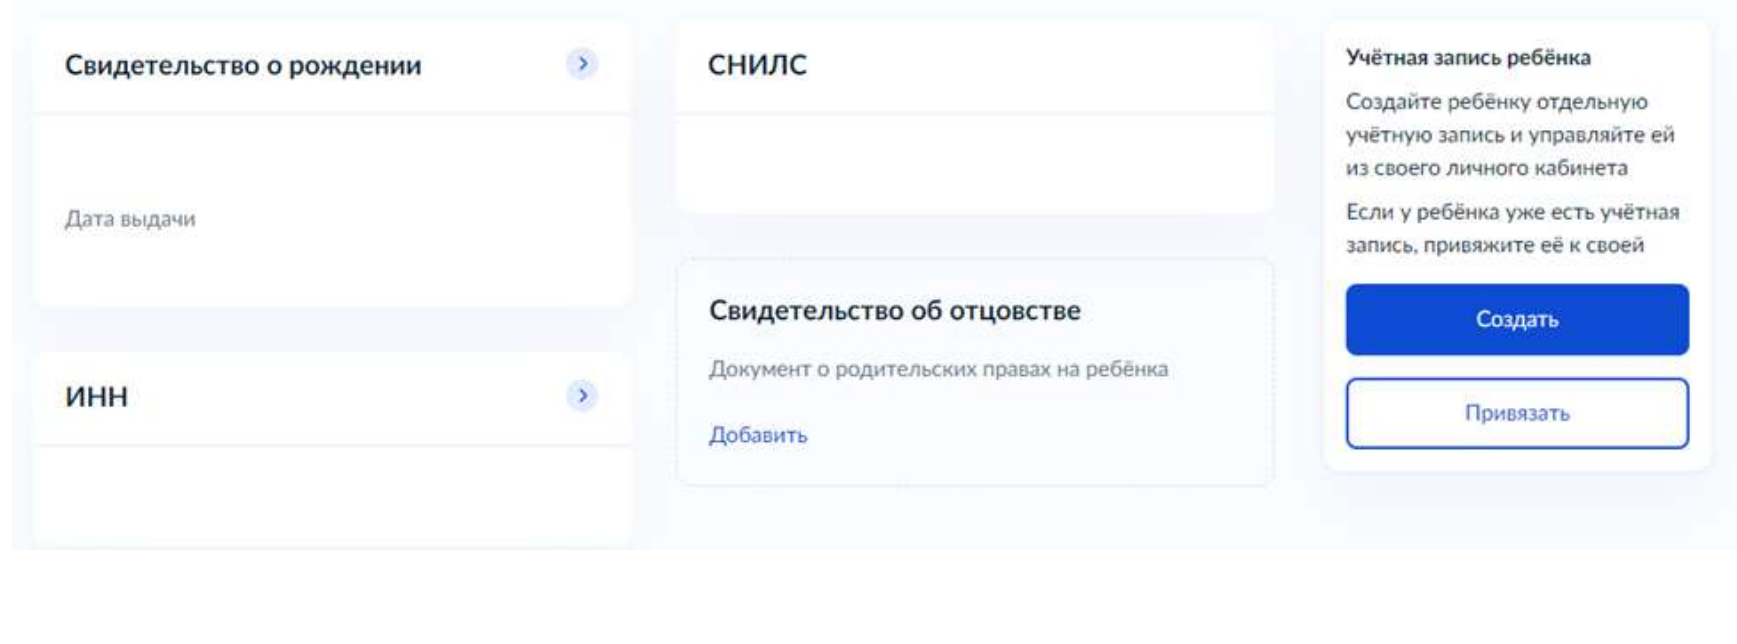 Свидетельство о рождении
Дата выдачи
ИНН
СНИЛС
Свидетельство об отцовстве
Документ о родительских правах на ребёнка
Добавить
Учётная запись ребёнка
Создайте ребёнку отдельную
учётную запись и управляйте ей
из своего личного кабинета
Если у ребёнка уже есть учётная
запись, привяжите её к своей
Создать
Привязать